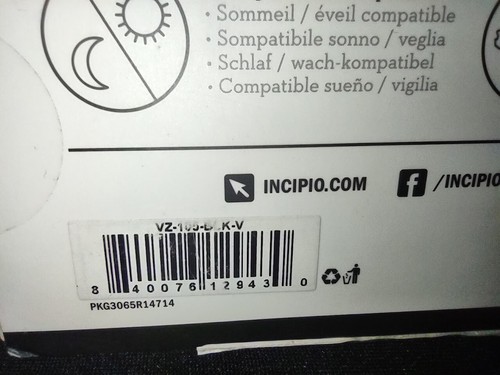 • Sommeil / éveil compatible
• Sompatibile sonno / veglia
• Schlaf / wach-kompatibel
• Compatible sueño / vigilia
INCIPIO.COM
/INCIPIO
8 40076 12943 0
PKG3065R14714